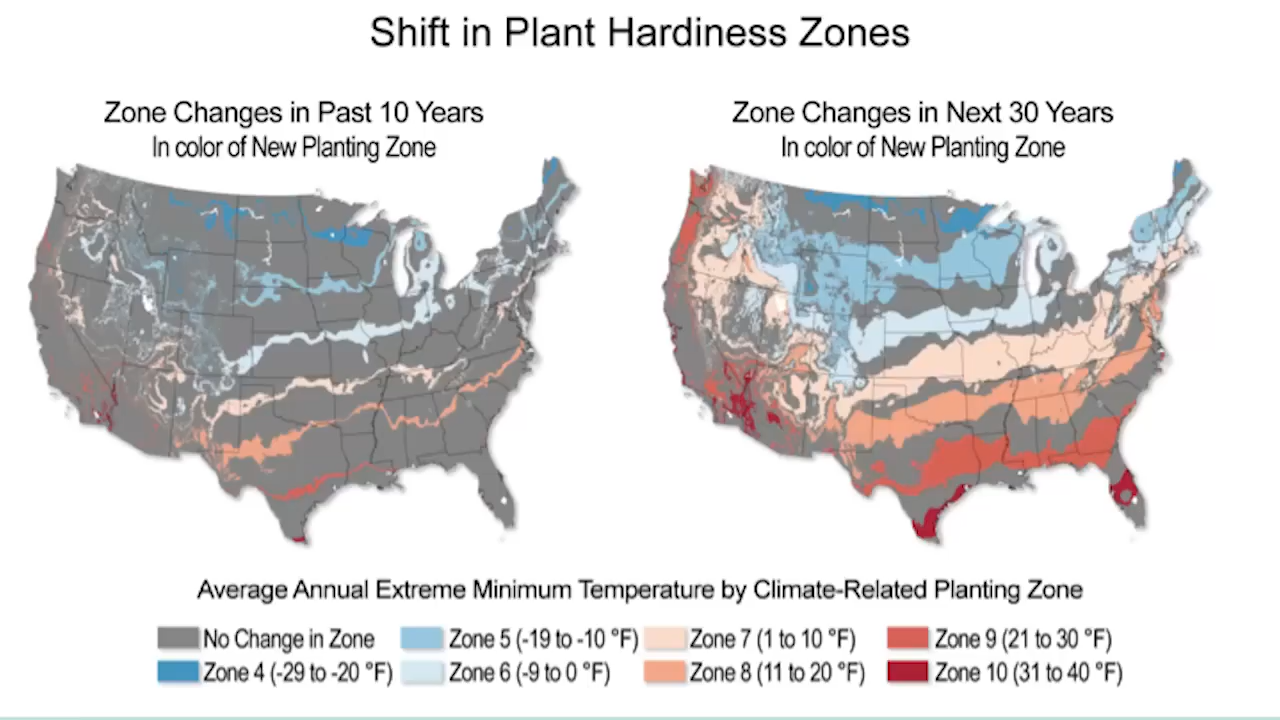 Shift in Plant Hardiness Zones
Zone Changes in Past 10 Years
In color of New Planting Zone
Zone Changes in Next 30 Years
In color of New Planting Zone
Average Annual Extreme Minimum Temperature by Climate-Related Planting Zone
No Change in Zone
Zone 5 (-19 to -10 °F)
Zone 7 (1 to 10 °F)
Zone 9 (21 to 30 °F)
Zone 4 (-29 to -20 °F)
Zone 6 (-9 to 0 °F)
Zone 8 (11 to 20 °F)
Zone 10 (31 to 40 °F)